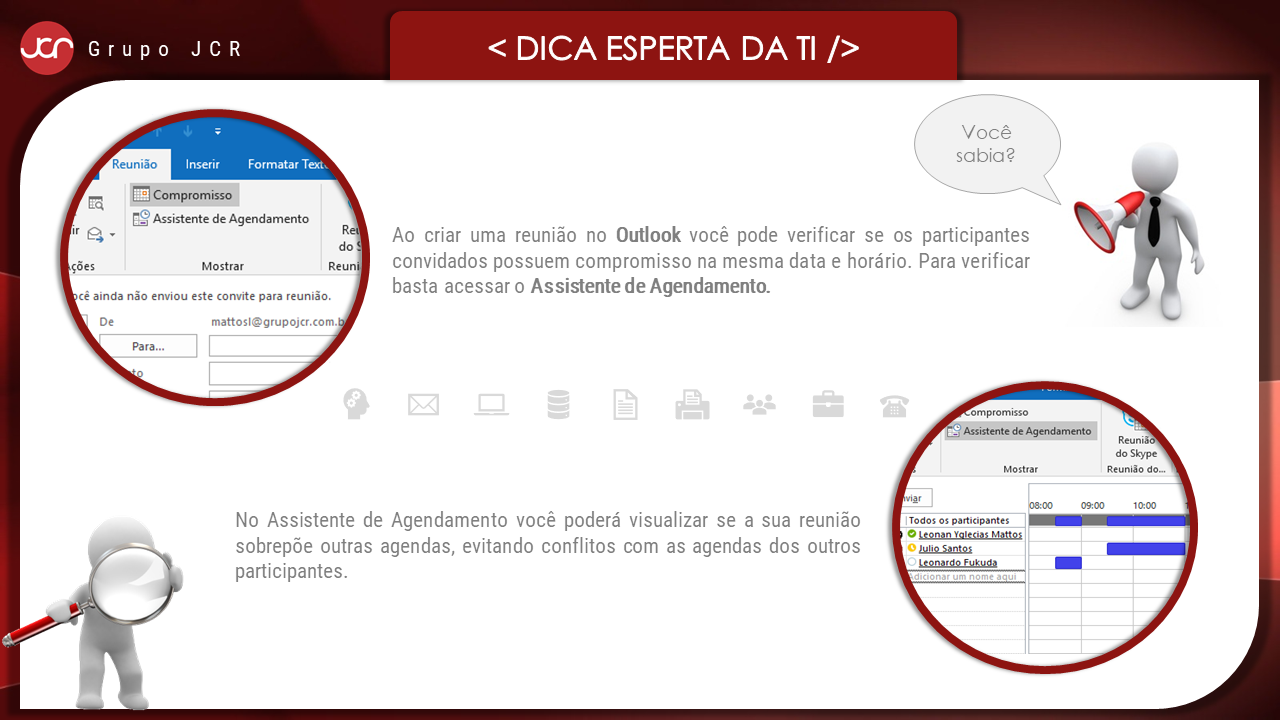 JCR
Grupo JCR
< DICA ESPERTA DA TI />
Você
sabia?
Reunião Inserir Formatar Texto
Compromisso
Assistente de Agendamento
Mostrar
ocê ainda não enviou este convite para reunião.
De mattosl@grupojcr.com.b
Para...
Ao criar uma reunião no Outlook você pode verificar se os participantes
convidados possuem compromisso na mesma data e horário. Para verificar
basta acessar o Assistente de Agendamento.
Compromisso
Assistente de Agendamento
Reunião
do Skype
Mostrar Reunião do...
08:00 09:00 10:00
Todos os participantes
Leonan Yglecias Mattos
Julio Santos
Leonardo Fukuda
Adicionar um nome aqui
No Assistente de Agendamento você poderá visualizar se a sua reunião
sobrepõe outras agendas, evitando conflitos com as agendas dos outros
participantes.